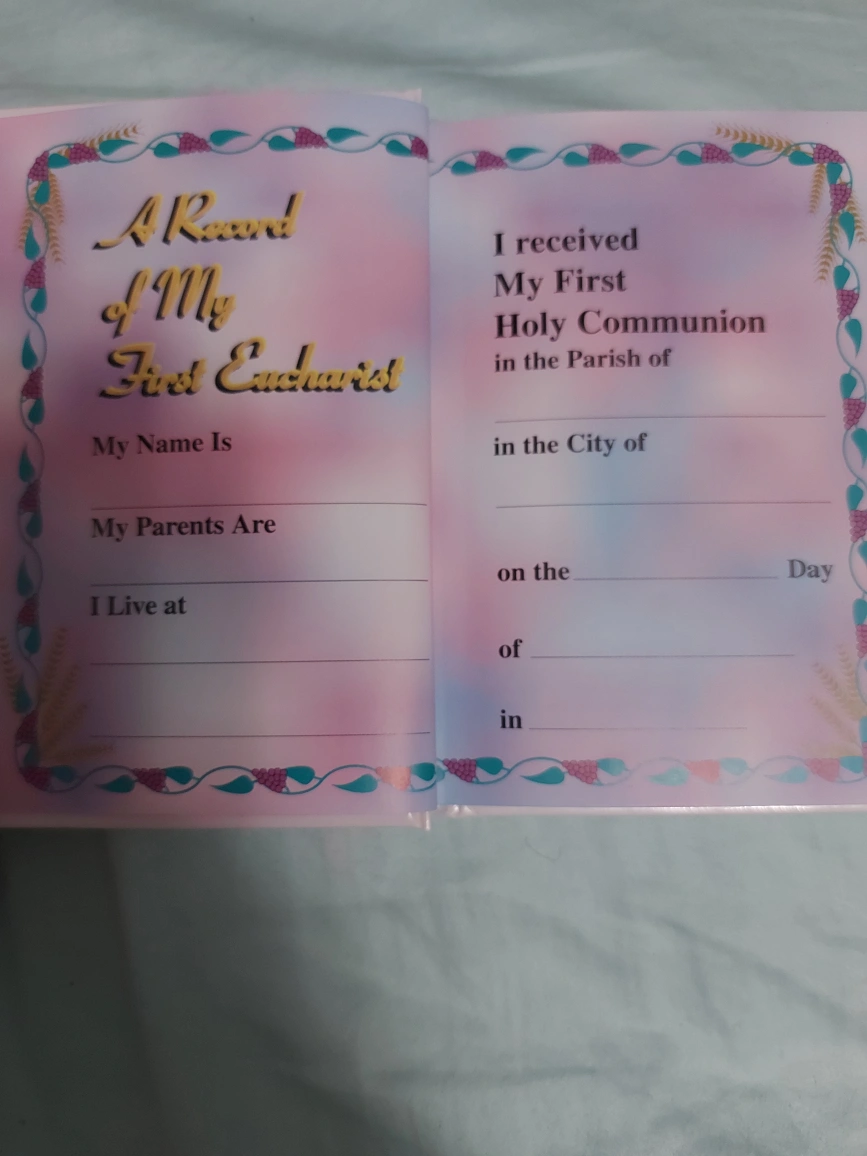 A Record
of My
First Eucharist
My Name Is
My Parents Are
I Live at
I received
My First
Holy Communion
in the Parish of
in the City of
on the Day
of
in